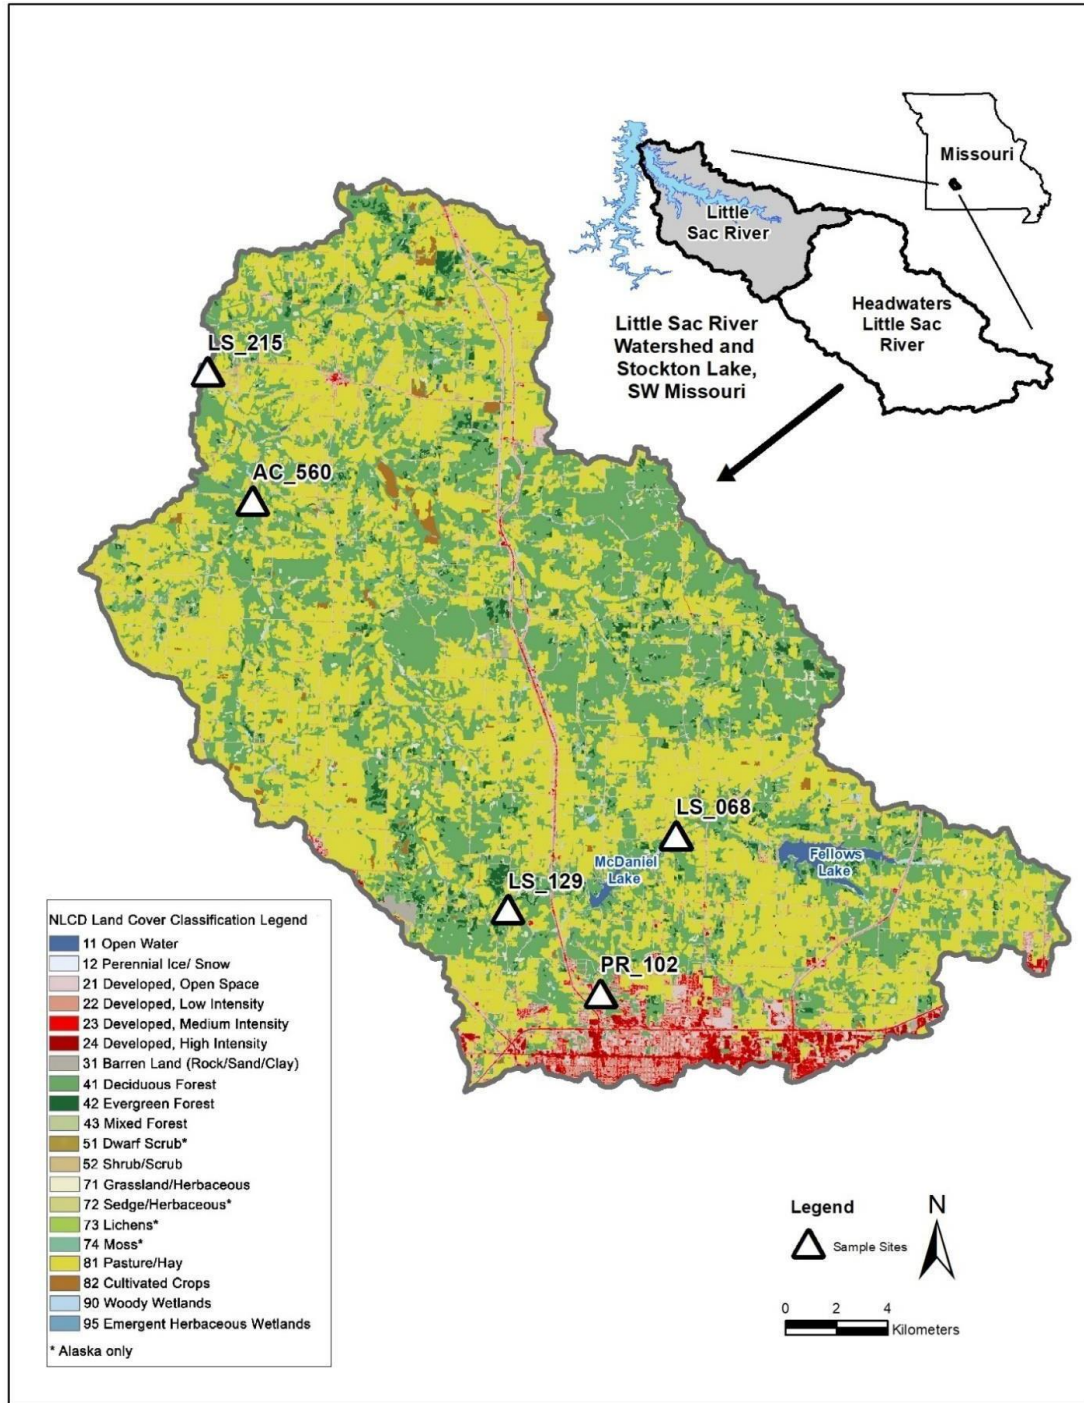 Missouri
Little
Sac River
Headwaters
Little Sac
River
Little Sac River
Watershed and
Stockton Lake,
SW Missouri
LS_215
AC_560
LS_068
McDaniel
Lake
Fellows
Lake
LS_129
PR_102
NLCD Land Cover Classification Legend
11 Open Water
12 Perennial Ice/ Snow
21 Developed, Open Space
22 Developed, Low Intensity
23 Developed, Medium Intensity
24 Developed, High Intensity
31 Barren Land (Rock/Sand/Clay)
41 Deciduous Forest
42 Evergreen Forest
43 Mixed Forest
51 Dwarf Scrub*
52 Shrub/Scrub
71 Grassland/Herbaceous
72 Sedge/Herbaceous*
73 Lichens*
74 Moss*
81 Pasture/Hay
82 Cultivated Crops
90 Woody Wetlands
95 Emergent Herbaceous Wetlands
* Alaska only
Legend
Sample Sites
N
0 2 4
Kilometers